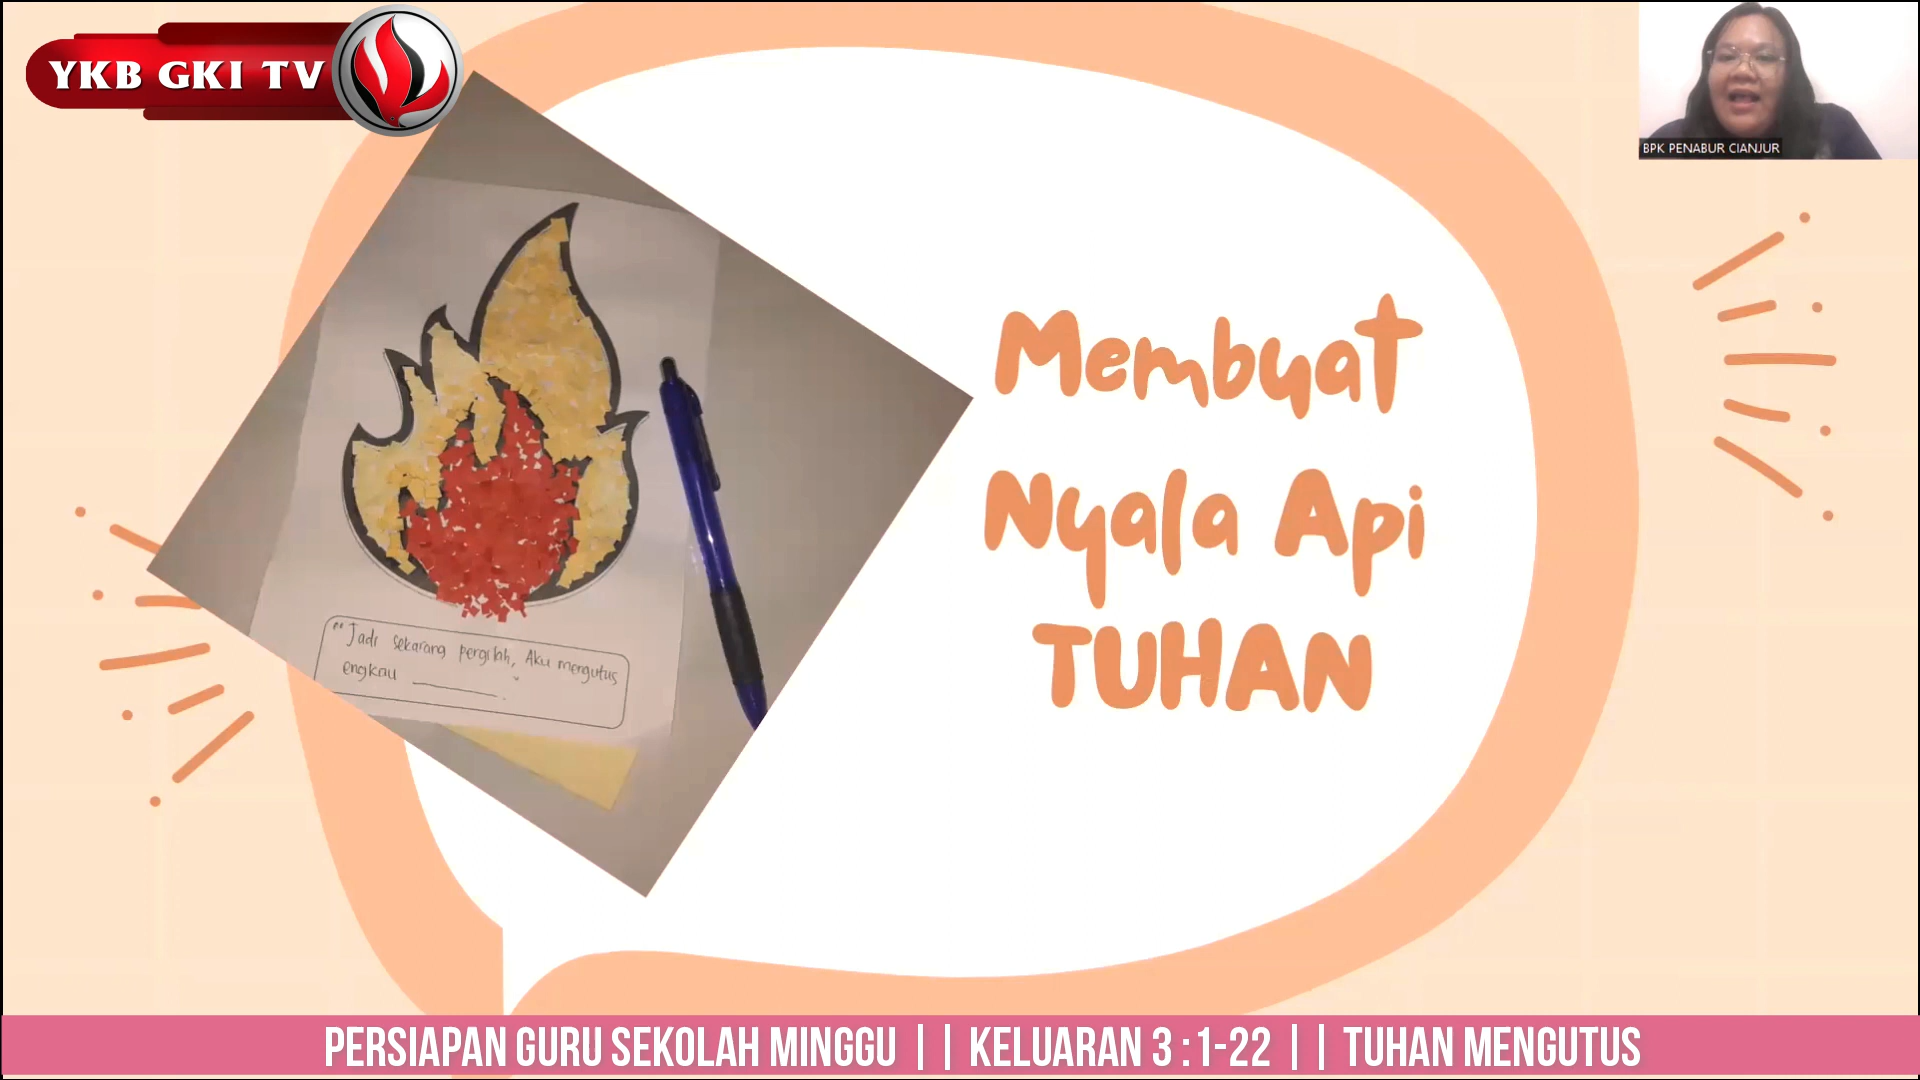 YKB GKI TV
BPK PENABUR CIANJUR
Membuat
Nyala Api
TUHAN
"Jadi sekarang pergilah, Aku mengutus
engkau
PERSIAPAN GURU SEKOLAH MINGGU || KELUARAN 3 :1-22 || TUHAN MENGUTUS